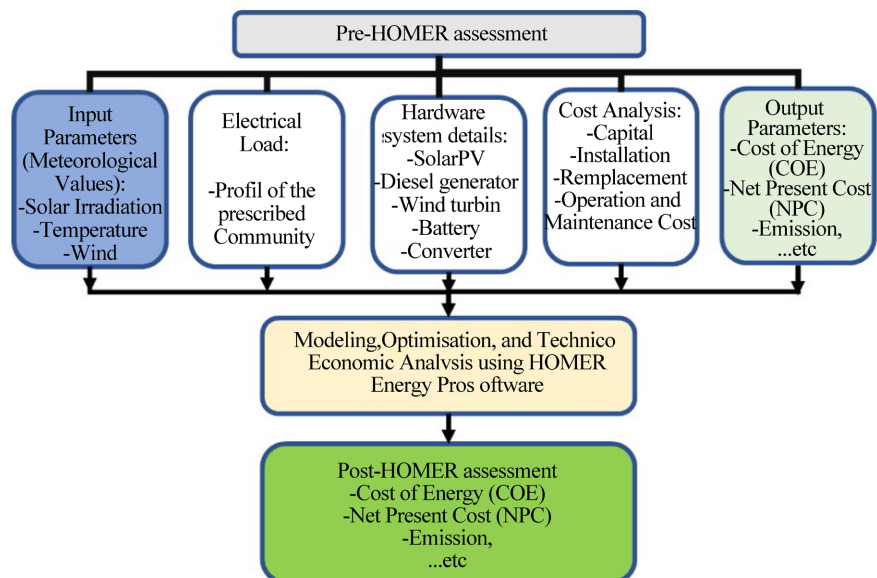 Pre-HOMER assessment
Input
Parameters
(Meteorological
Values):
-Solar Irradiation
-Temperature
-Wind
Electrical
Load:
-Profil of the
prescribed
Community
Hardware
system details:
-SolarPV
-Diesel generator
-Wind turbin
-Battery
-Converter
Cost Analysis:
-Capital
-Installation
-Remplacement
-Operation and
Maintenance Cost
Output
Parameters:
-Cost of Energy
(COE)
-Net Present Cost
(NPC)
-Emission,
...etc
Modeling,Optimisation, and Technico
Economic Analvsis using HOMER
Energy Pros oftware
Post-HOMER assessment
-Cost of Energy (COE)
-Net Present Cost (NPC)
-Emission,
...etc